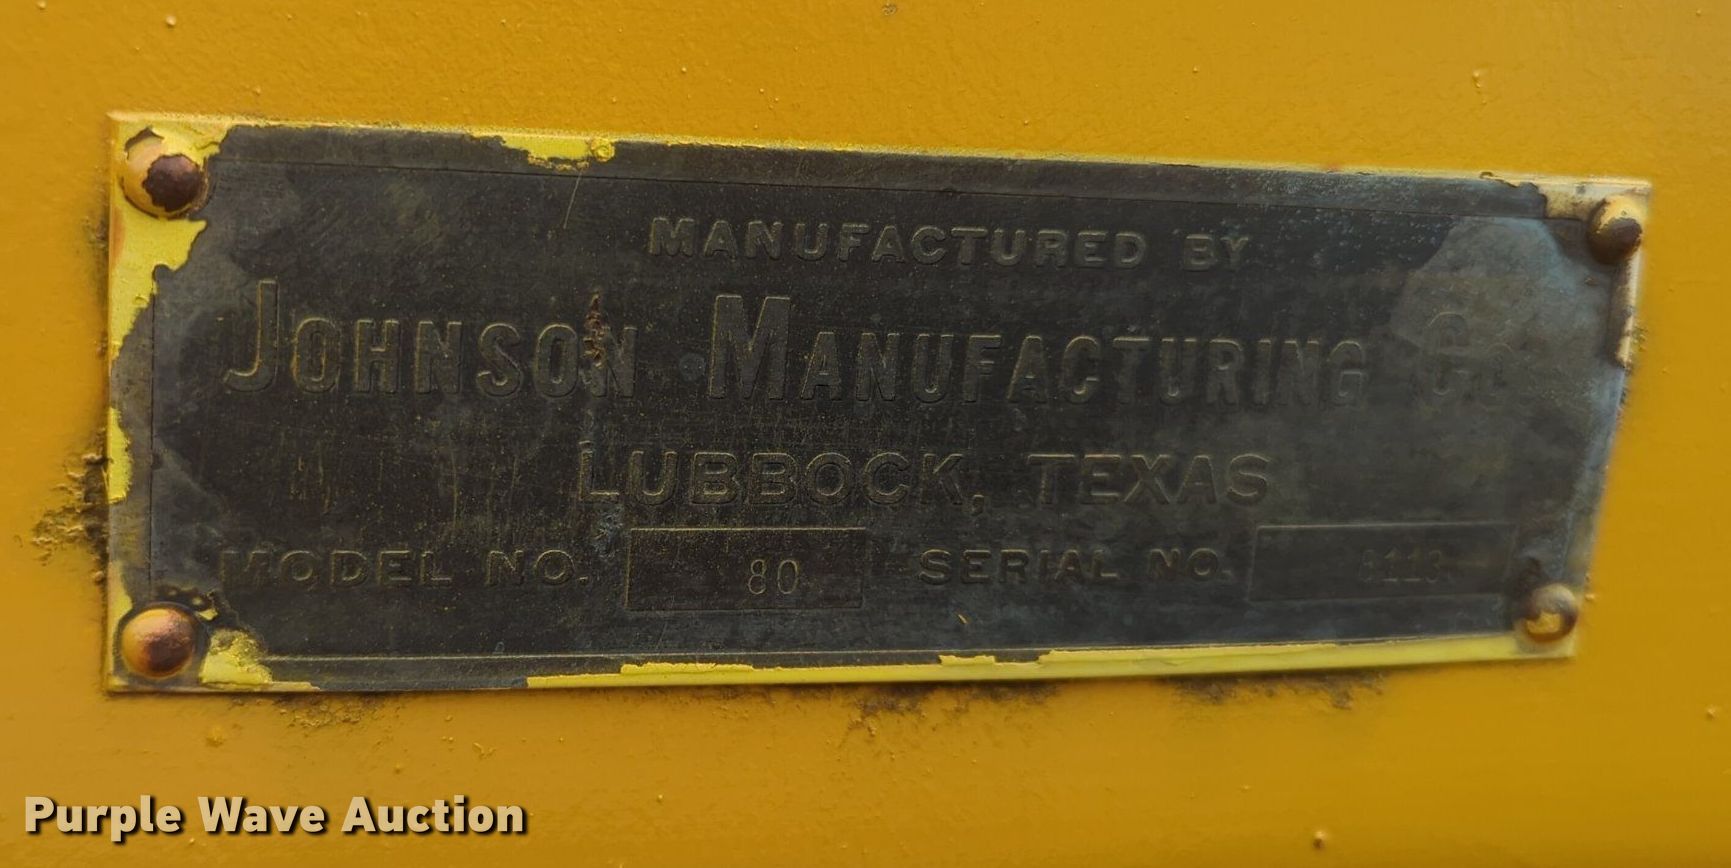 MANUFACTURED BY
JOHNSON MANUFACTURING CO
LUBBOCK, TEXAS
MODEL NO. 80 SERIAL NO.
Purple Wave Auction